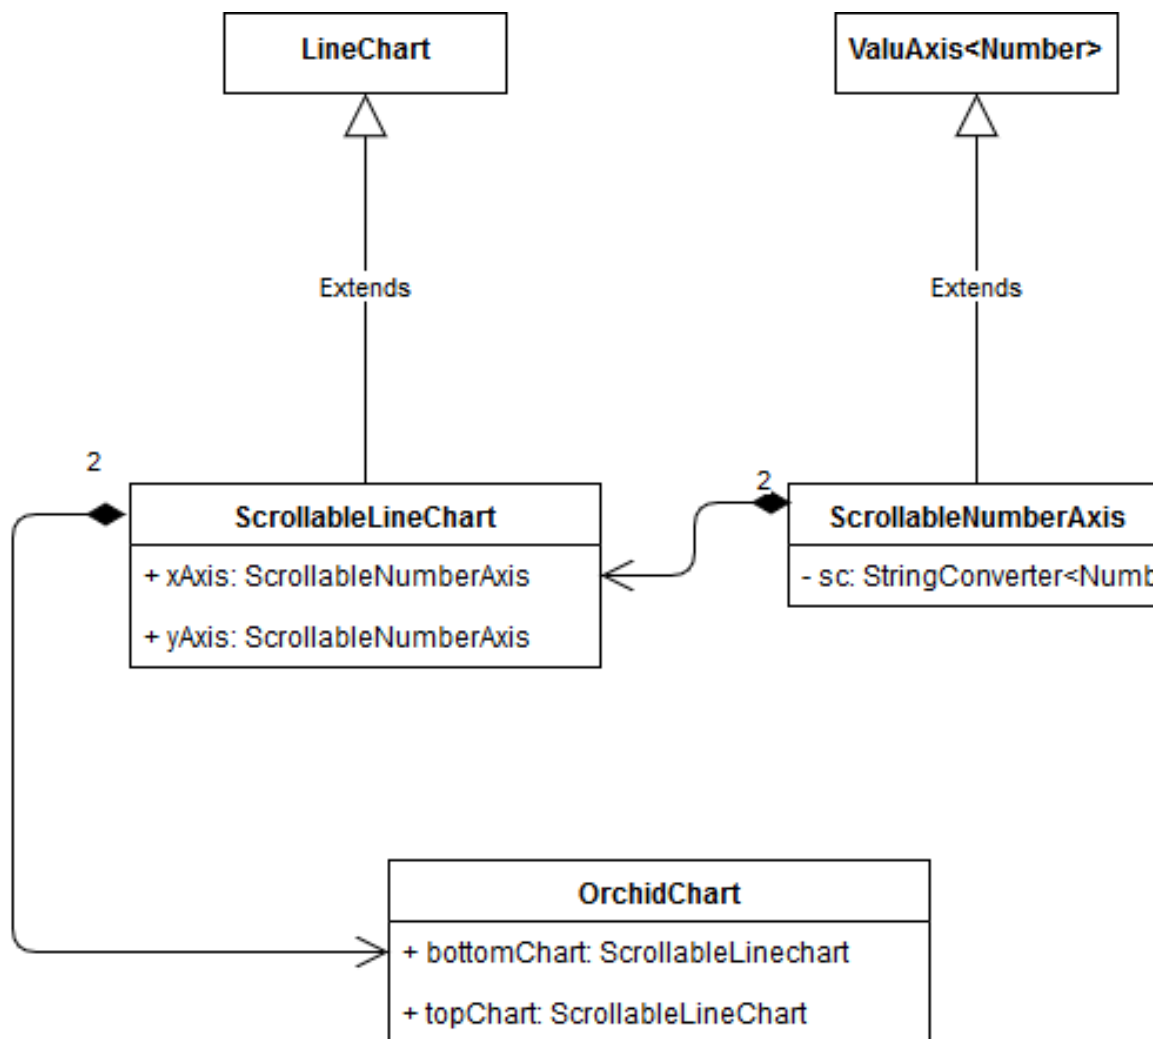 LineChart
ValuAxis<Number>
Extends
Extends
2
2
ScrollableLineChart
+ xAxis: ScrollableNumberAxis
+ yAxis: ScrollableNumberAxis
ScrollableNumberAxis
- sc: StringConverter<Numb
OrchidChart
+ bottomChart: ScrollableLinechart
+ topChart: ScrollableLineChart